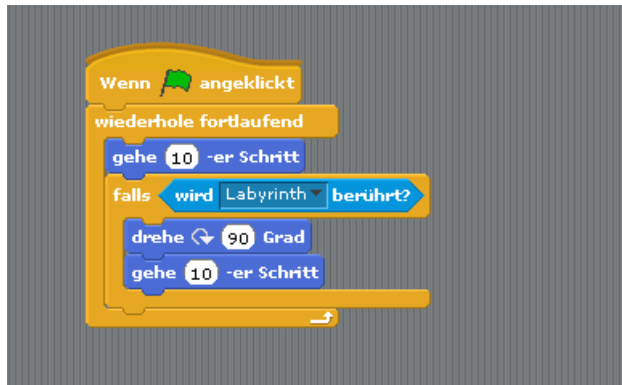 Wenn angeklickt
wiederhole fortlaufend
gehe 10 -er Schritt
falls wird Labyrinth berührt?
drehe 90 Grad
gehe 10 -er Schritt